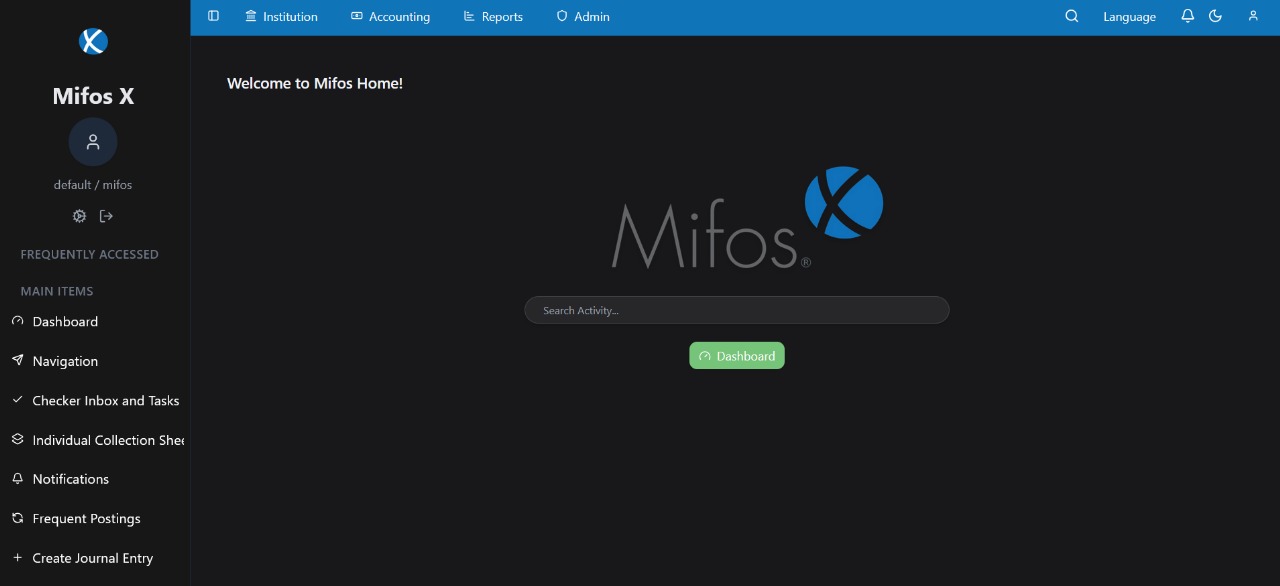 Institution
Accounting
Reports
Admin
Language
Mifos X
default / mifos
FREQUENTLY ACCESSED
MAIN ITEMS
Dashboard
Navigation
Checker Inbox and Tasks
Individual Collection Shee
Notifications
Frequent Postings
Create Journal Entry
Welcome to Mifos Home!
Mifos®
Search Activity...
Dashboard